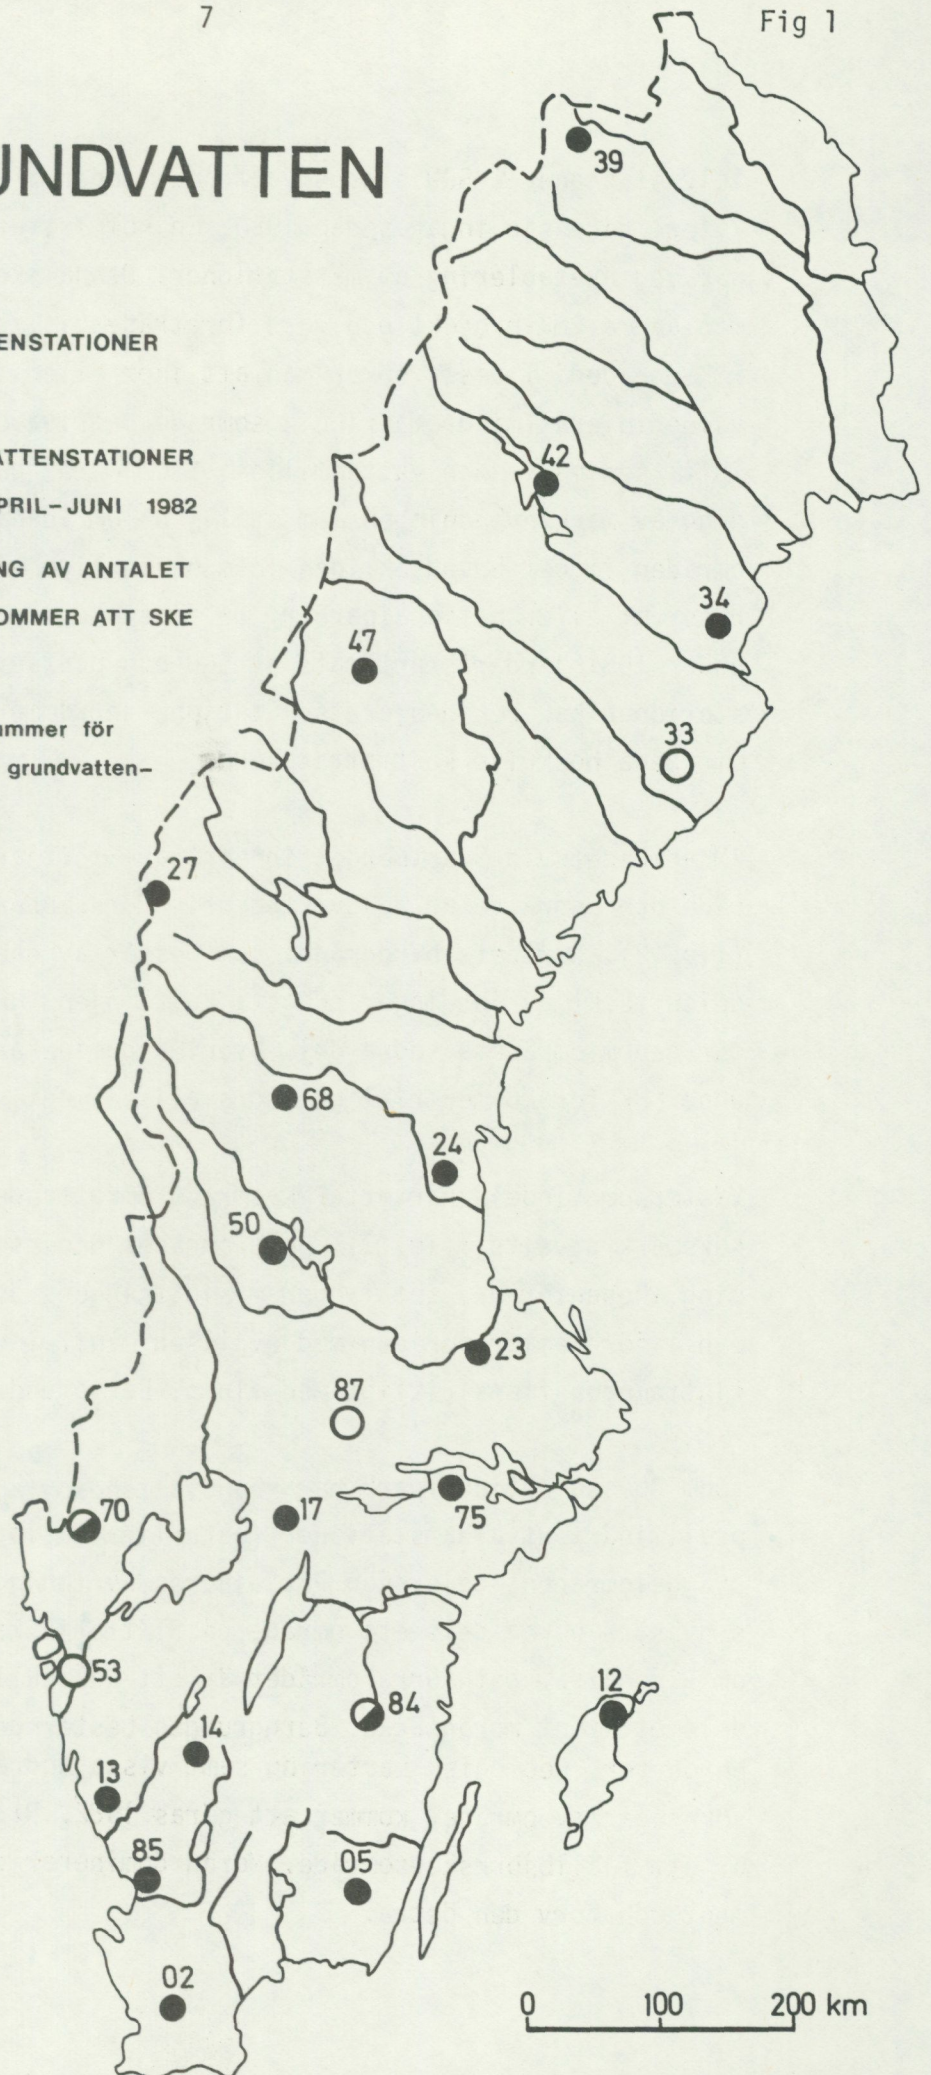 7
Fig 1
UNDVATTEN
ENSTATIONER
ATTENSTATIONER
PRIL-JUNI 1982
NG AV ANTALET
OMMER ATT SKE
ummer för
grundvatten-
39
42
34
47
33
27
68
24
50
23
87
70
17
75
53
84
12
14
13
85
05
02
0 100 200 km